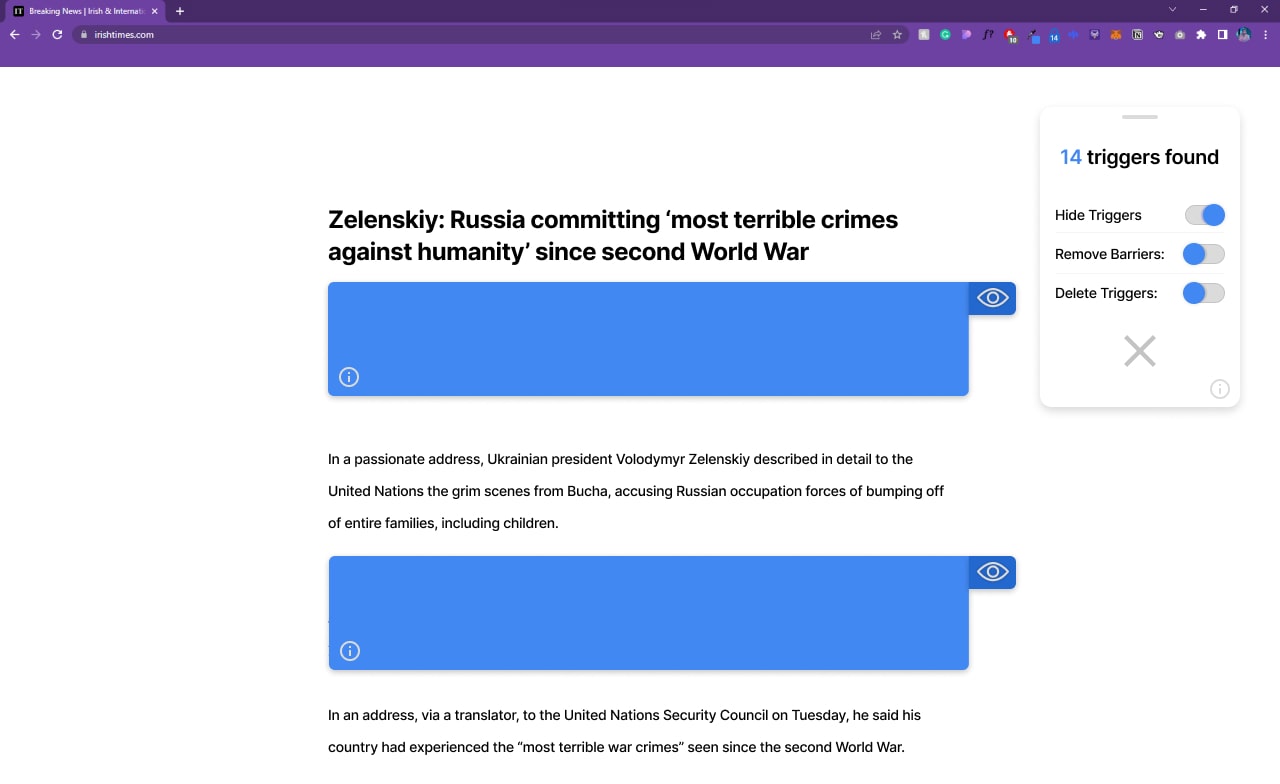 IT Breaking News | Irish & Internatio
irishtimes.com
f?
10
14
14 triggers found
Hide Triggers
Remove Barriers:
Delete Triggers:
Zelenskiy: Russia committing ‘most terrible crimes
against humanity’ since second World War
In a passionate address, Ukrainian president Volodymyr Zelenskiy described in detail to the
United Nations the grim scenes from Bucha, accusing Russian occupation forces of bumping off
of entire families, including children.
In an address, via a translator, to the United Nations Security Council on Tuesday, he said his
country had experienced the “most terrible war crimes” seen since the second World War.